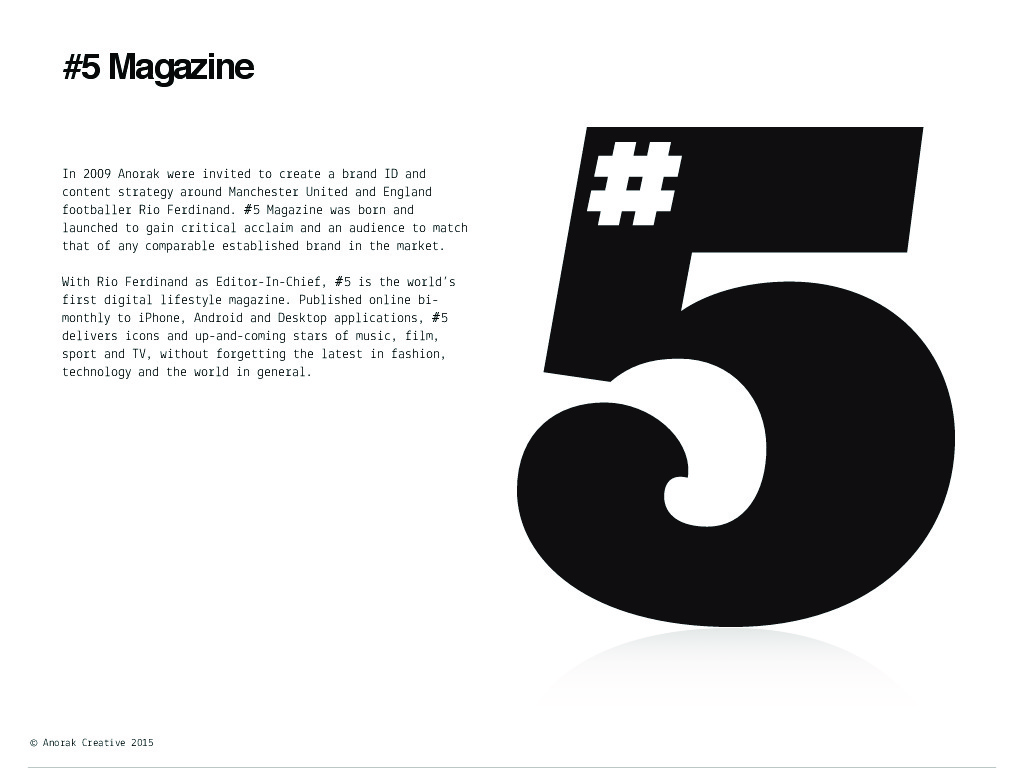 #5 Magazine
In 2009 Anorak were invited to create a brand ID and
content strategy around Manchester United and England
footballer Rio Ferdinand. #5 Magazine was born and
launched to gain critical acclaim and an audience to match
that of any comparable established brand in the market.
With Rio Ferdinand as Editor-In-Chief, #5 is the world's
first digital lifestyle magazine. Published online bi-
monthly to iPhone, Android and Desktop applications, #5
delivers icons and up-and-coming stars of music, film,
sport and TV, without forgetting the latest in fashion,
technology and the world in general.
#5
© Anorak Creative 2015